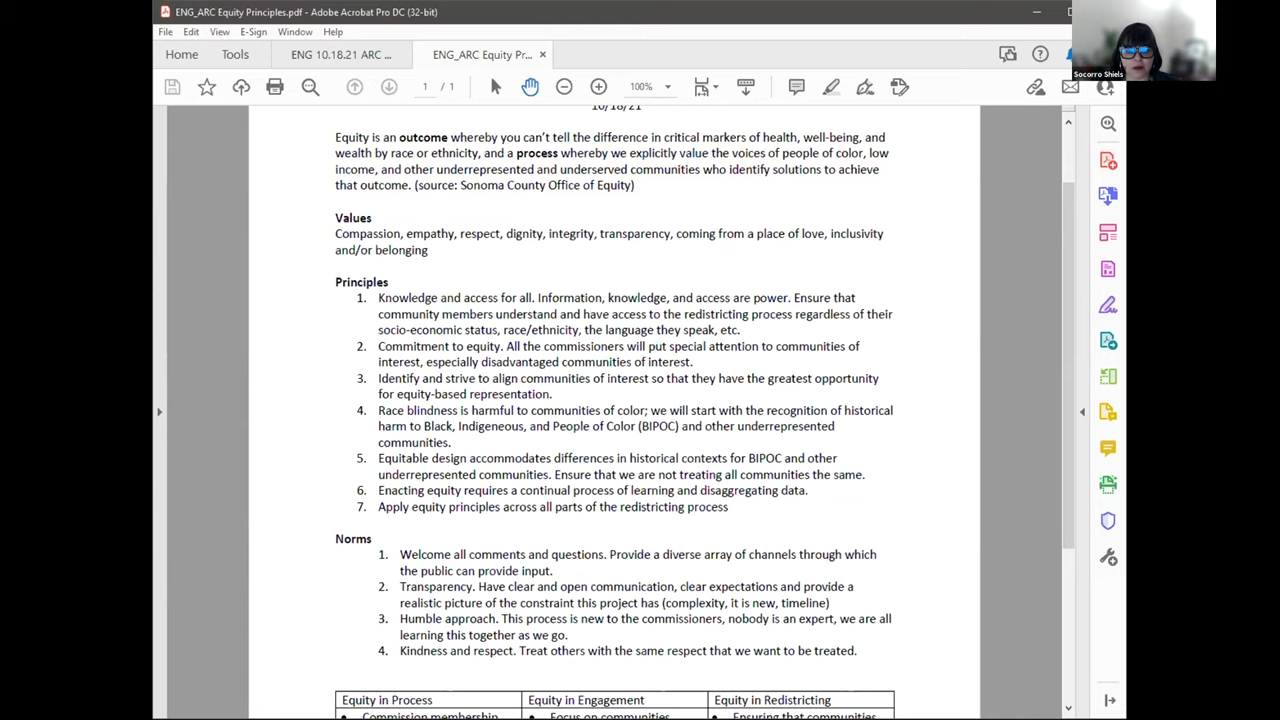 ENG_ARC Equity Principles.pdf - Adobe Acrobat Pro DC (32-bit)
File Edit View E-Sign Window Help
Home Tools ENG 10.18.21 ARC ... ENG_ARC Equity Pr... ×
1 / 1 100%
Socorro Shiels
10/18/21
Equity is an outcome whereby you can't tell the difference in critical markers of health, well-being, and
wealth by race or ethnicity, and a process whereby we explicitly value the voices of people of color, low
income, and other underrepresented and underserved communities who identify solutions to achieve
that outcome. (source: Sonoma County Office of Equity)
Values
Compassion, empathy, respect, dignity, integrity, transparency, coming from a place of love, inclusivity
and/or belonging
Principles
1. Knowledge and access for all. Information, knowledge, and access are power. Ensure that
community members understand and have access to the redistricting process regardless of their
socio-economic status, race/ethnicity, the language they speak, etc.
2. Commitment to equity. All the commissioners will put special attention to communities of
interest, especially disadvantaged communities of interest.
3. Identify and strive to align communities of interest so that they have the greatest opportunity
for equity-based representation.
4. Race blindness is harmful to communities of color; we will start with the recognition of historical
harm to Black, Indigeneous, and People of Color (BIPOC) and other underrepresented
communities.
5. Equitable design accommodates differences in historical contexts for BIPOC and other
underrepresented communities. Ensure that we are not treating all communities the same.
6. Enacting equity requires a continual process of learning and disaggregating data.
7. Apply equity principles across all parts of the redistricting process
Norms
1. Welcome all comments and questions. Provide a diverse array of channels through which
the public can provide input.
2. Transparency. Have clear and open communication, clear expectations and provide a
realistic picture of the constraint this project has (complexity, it is new, timeline)
3. Humble approach. This process is new to the commissioners, nobody is an expert, we are all
learning this together as we go.
4. Kindness and respect. Treat others with the same respect that we want to be treated.
Equity in Process Equity in Engagement Equity in Redistricting
• Commission membership • Focus on communities • Ensuring that communities